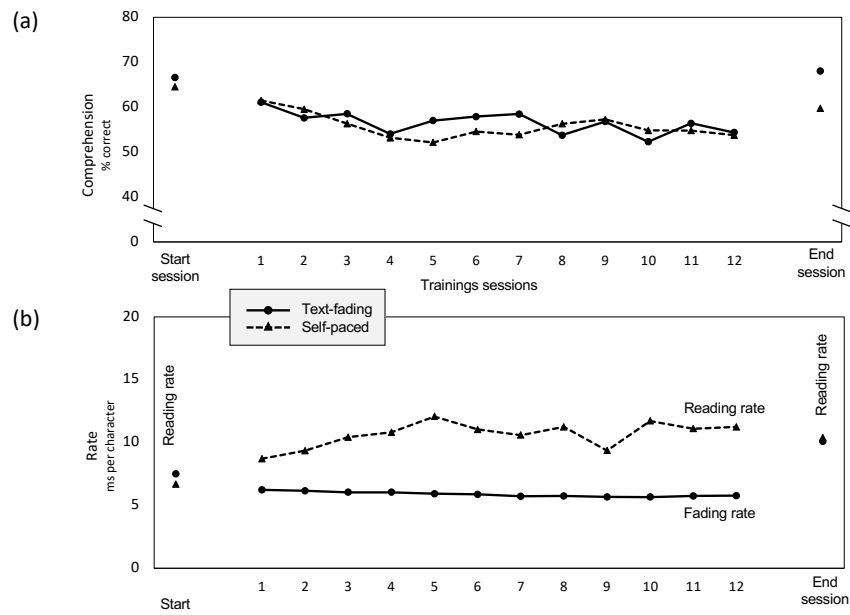 (a)
80
70
60
50
40
0
Comprehension
% correct
Start
session
1 2 3 4 5 6 7 8 9 10 11 12
Trainings sessions
End
session
(b)
Text-fading
Self-paced
20
15
10
5
0
Rate
ms per character
Reading rate
Reading rate
Fading rate
Reading rate
Start
1 2 3 4 5 6 7 8 9 10 11 12
End
session